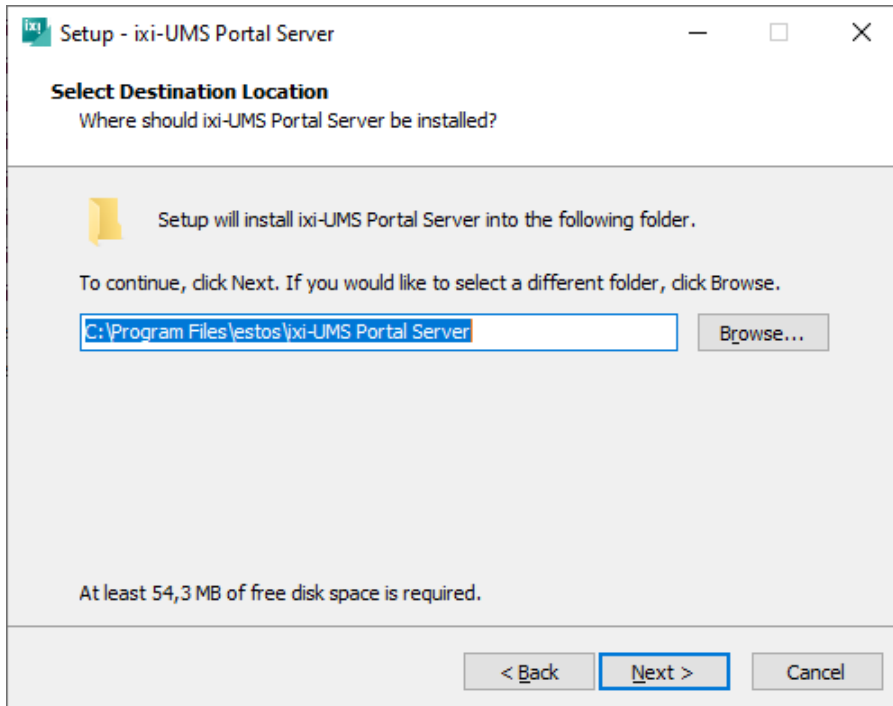 ixi
Setup - ixi-UMS Portal Server
Select Destination Location
Where should ixi-UMS Portal Server be installed?
Setup will install ixi-UMS Portal Server into the following folder.
To continue, click Next. If you would like to select a different folder, click Browse.
C:\Program Files\estos\ixi-UMS Portal Server
Browse...
At least 54,3 MB of free disk space is required.
< Back
Next >
Cancel